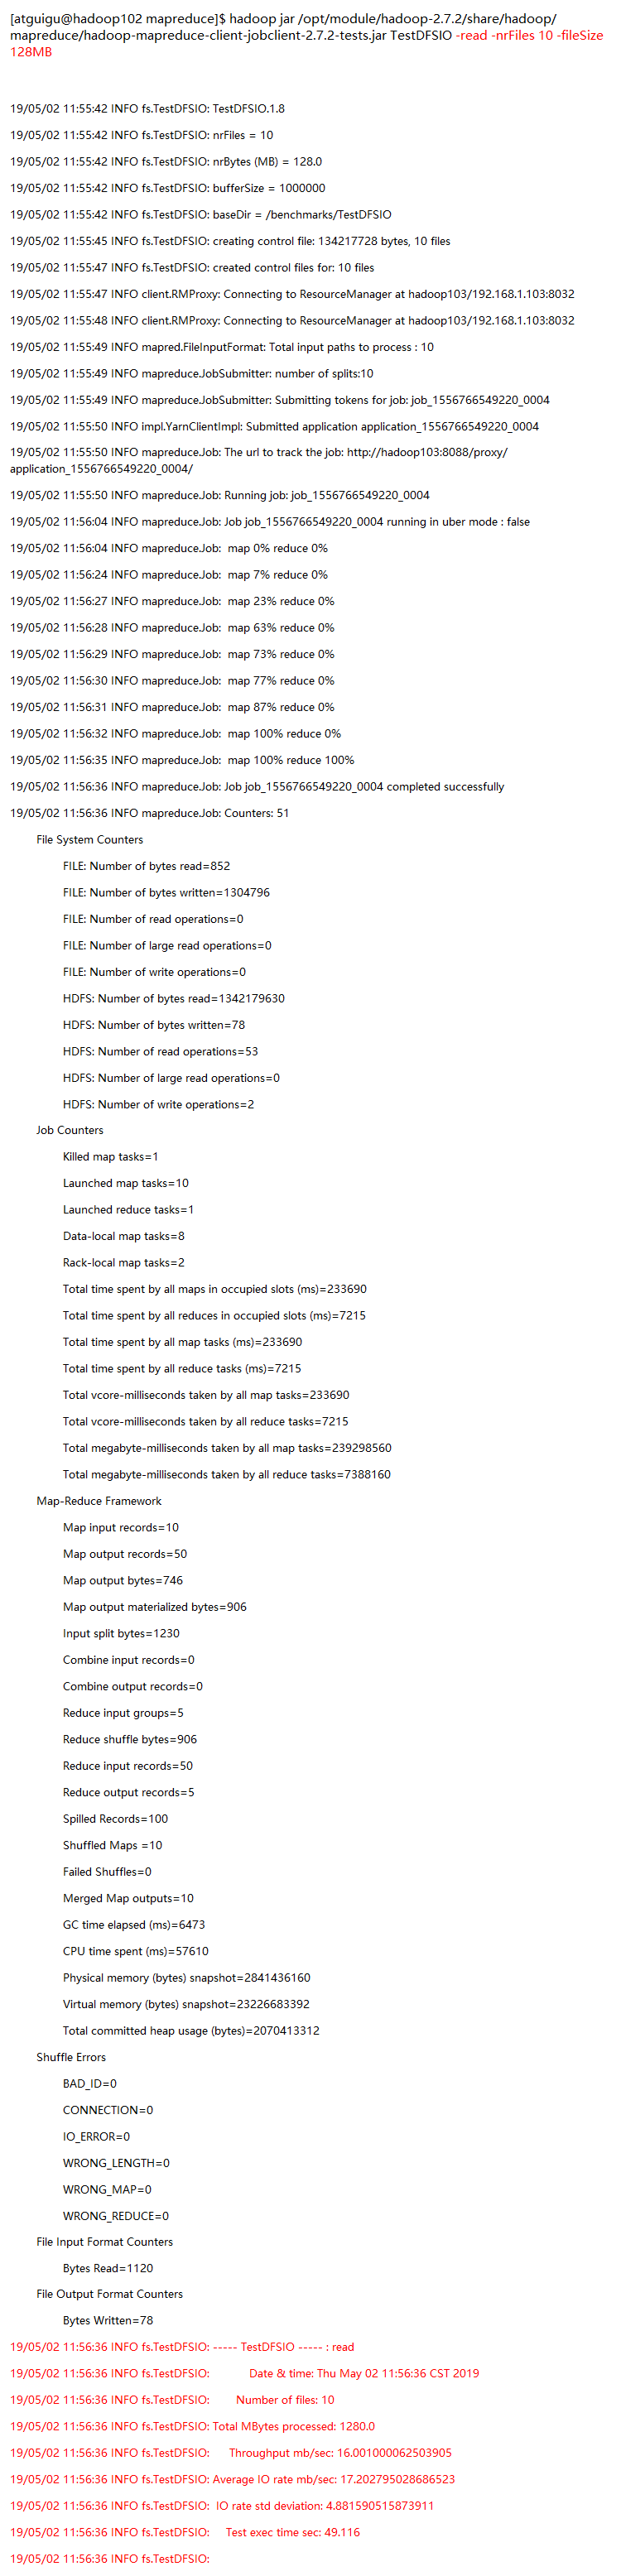 [atguigu@hadoop102 mapreduce]$ hadoop jar /opt/module/hadoop-2.7.2/share/hadoop/
mapreduce/hadoop-mapreduce-client-jobclient-2.7.2-tests.jar TestDFSIO -read -nrFiles 10 -fileSize
128MB
19/05/02 11:55:42 INFO fs.TestDFSIO: TestDFSIO.1.8
19/05/02 11:55:42 INFO fs.TestDFSIO: nrFiles = 10
19/05/02 11:55:42 INFO fs.TestDFSIO: nrBytes (MB) = 128.0
19/05/02 11:55:42 INFO fs.TestDFSIO: bufferSize = 1000000
19/05/02 11:55:42 INFO fs.TestDFSIO: baseDir = /benchmarks/TestDFSIO
19/05/02 11:55:45 INFO fs.TestDFSIO: creating control file: 134217728 bytes, 10 files
19/05/02 11:55:47 INFO fs.TestDFSIO: created control files for: 10 files
19/05/02 11:55:47 INFO client.RMProxy: Connecting to ResourceManager at hadoop103/192.168.1.103:8032
19/05/02 11:55:48 INFO client.RMProxy: Connecting to ResourceManager at hadoop103/192.168.1.103:8032
19/05/02 11:55:49 INFO mapred.FileInputFormat: Total input paths to process : 10
19/05/02 11:55:49 INFO mapreduce.JobSubmitter: number of splits:10
19/05/02 11:55:49 INFO mapreduce.JobSubmitter: Submitting tokens for job: job_1556766549220_0004
19/05/02 11:55:50 INFO impl.YarnClientImpl: Submitted application application_1556766549220_0004
19/05/02 11:55:50 INFO mapreduce.Job: The url to track the job: http://hadoop103:8088/proxy/
application_1556766549220_0004/
19/05/02 11:55:50 INFO mapreduce.Job: Running job: job_1556766549220_0004
19/05/02 11:56:04 INFO mapreduce.Job: Job job_1556766549220_0004 running in uber mode : false
19/05/02 11:56:04 INFO mapreduce.Job:  map 0% reduce 0%
19/05/02 11:56:24 INFO mapreduce.Job:  map 7% reduce 0%
19/05/02 11:56:27 INFO mapreduce.Job:  map 23% reduce 0%
19/05/02 11:56:28 INFO mapreduce.Job:  map 63% reduce 0%
19/05/02 11:56:29 INFO mapreduce.Job:  map 73% reduce 0%
19/05/02 11:56:30 INFO mapreduce.Job:  map 77% reduce 0%
19/05/02 11:56:31 INFO mapreduce.Job:  map 87% reduce 0%
19/05/02 11:56:32 INFO mapreduce.Job:  map 100% reduce 0%
19/05/02 11:56:35 INFO mapreduce.Job:  map 100% reduce 100%
19/05/02 11:56:36 INFO mapreduce.Job: Job job_1556766549220_0004 completed successfully
19/05/02 11:56:36 INFO mapreduce.Job: Counters: 51
File System Counters
FILE: Number of bytes read=852
FILE: Number of bytes written=1304796
FILE: Number of read operations=0
FILE: Number of large read operations=0
FILE: Number of write operations=0
HDFS: Number of bytes read=1342179630
HDFS: Number of bytes written=78
HDFS: Number of read operations=53
HDFS: Number of large read operations=0
HDFS: Number of write operations=2
Job Counters
Killed map tasks=1
Launched map tasks=10
Launched reduce tasks=1
Data-local map tasks=8
Rack-local map tasks=2
Total time spent by all maps in occupied slots (ms)=233690
Total time spent by all reduces in occupied slots (ms)=7215
Total time spent by all map tasks (ms)=233690
Total time spent by all reduce tasks (ms)=7215
Total vcore-milliseconds taken by all map tasks=233690
Total vcore-milliseconds taken by all reduce tasks=7215
Total megabyte-milliseconds taken by all map tasks=239298560
Total megabyte-milliseconds taken by all reduce tasks=7388160
Map-Reduce Framework
Map input records=10
Map output records=50
Map output bytes=746
Map output materialized bytes=906
Input split bytes=1230
Combine input records=0
Combine output records=0
Reduce input groups=5
Reduce shuffle bytes=906
Reduce input records=50
Reduce output records=5
Spilled Records=100
Shuffled Maps =10
Failed Shuffles=0
Merged Map outputs=10
GC time elapsed (ms)=6473
CPU time spent (ms)=57610
Physical memory (bytes) snapshot=2841436160
Virtual memory (bytes) snapshot=23226683392
Total committed heap usage (bytes)=2070413312
Shuffle Errors
BAD_ID=0
CONNECTION=0
IO_ERROR=0
WRONG_LENGTH=0
WRONG_MAP=0
WRONG_REDUCE=0
File Input Format Counters
Bytes Read=1120
File Output Format Counters
Bytes Written=78
19/05/02 11:56:36 INFO fs.TestDFSIO: ----- TestDFSIO ----- : read
19/05/02 11:56:36 INFO fs.TestDFSIO:            Date & time: Thu May 02 11:56:36 CST 2019
19/05/02 11:56:36 INFO fs.TestDFSIO:        Number of files: 10
19/05/02 11:56:36 INFO fs.TestDFSIO: Total MBytes processed: 1280.0
19/05/02 11:56:36 INFO fs.TestDFSIO:      Throughput mb/sec: 16.001000062503905
19/05/02 11:56:36 INFO fs.TestDFSIO: Average IO rate mb/sec: 17.202795028686523
19/05/02 11:56:36 INFO fs.TestDFSIO:  IO rate std deviation: 4.881590515873911
19/05/02 11:56:36 INFO fs.TestDFSIO:     Test exec time sec: 49.116
19/05/02 11:56:36 INFO fs.TestDFSIO: